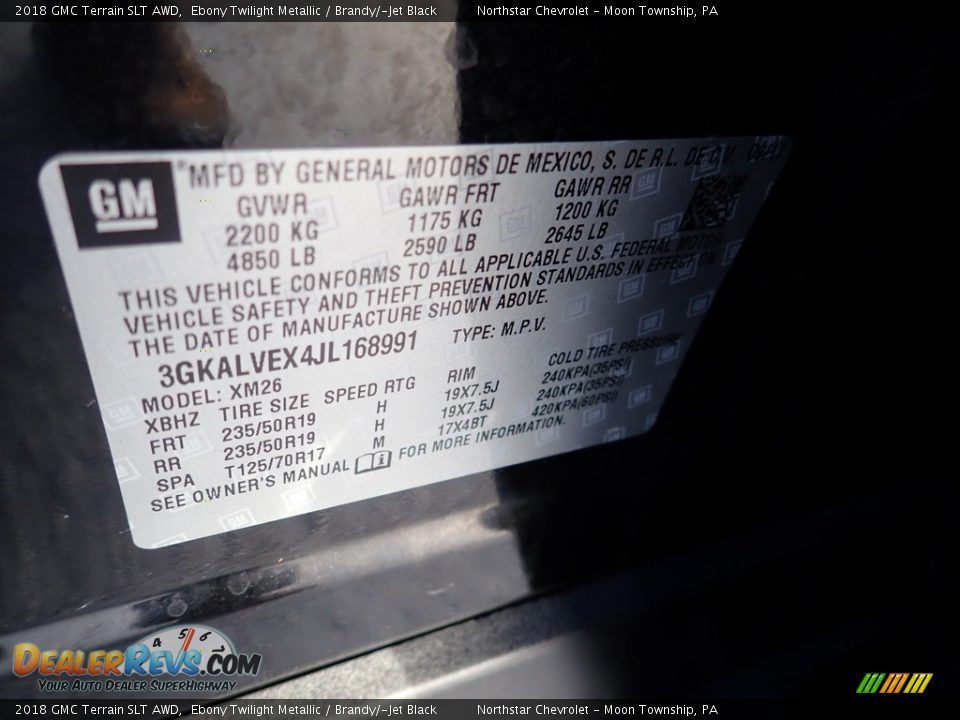 2018 GMC Terrain SLT AWD, Ebony Twilight Metallic / Brandy/­Jet Black Northstar Chevrolet - Moon Township, PA
GM
*MFD BY GENERAL MOTORS DE MEXICO, S. DE R.L. DE C.V.
GVWR GAWR FRT GAWR RR
2200 KG 1175 KG 1200 KG
4850 LB 2590 LB 2645 LB
THIS VEHICLE CONFORMS TO ALL APPLICABLE U.S. FEDERAL MOTOR
VEHICLE SAFETY AND THEFT PREVENTION STANDARDS IN EFFECT ON
THE DATE OF MANUFACTURE SHOWN ABOVE.
3GKALVEX4JL168991 TYPE: M.P.V.
MODEL: XM26
XBHZ TIRE SIZE SPEED RTG RIM COLD TIRE PRESSURE
FRT 235/50R19 H 19X7.5J 240KPA(35PSI)
RR 235/50R19 H 19X7.5J 240KPA(35PSI)
SPA T125/70R17 M 17X4BT 420KPA(60PSI)
SEE OWNER'S MANUAL FOR MORE INFORMATION.
4 5 6
DEALERREVS.COM
YOUR AUTO DEALER SUPERHIGHWAY
2018 GMC Terrain SLT AWD, Ebony Twilight Metallic / Brandy/­Jet Black Northstar Chevrolet - Moon Township, PA